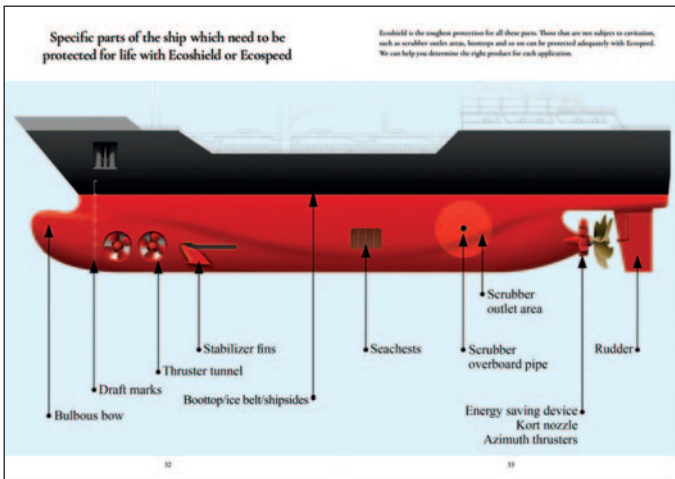 Specific parts of the ship which need to be
protected for life with Ecoshield or Ecospeed
Ecoshield is the toughest protection for all these parts. Those that are not subject to cavitation,
such as scrubber outlet areas, boottops and so on can be protected adequately with Ecospeed.
We can help you determine the right product for each application.
Scrubber
outlet area
Stabilizer fins
Seachests
Scrubber
overboard pipe
Rudder
Thruster tunnel
Draft marks
Boottop/ice belt/shipsides
Bulbous bow
Energy saving device
Kort nozzle
Azimuth thrusters
32
33